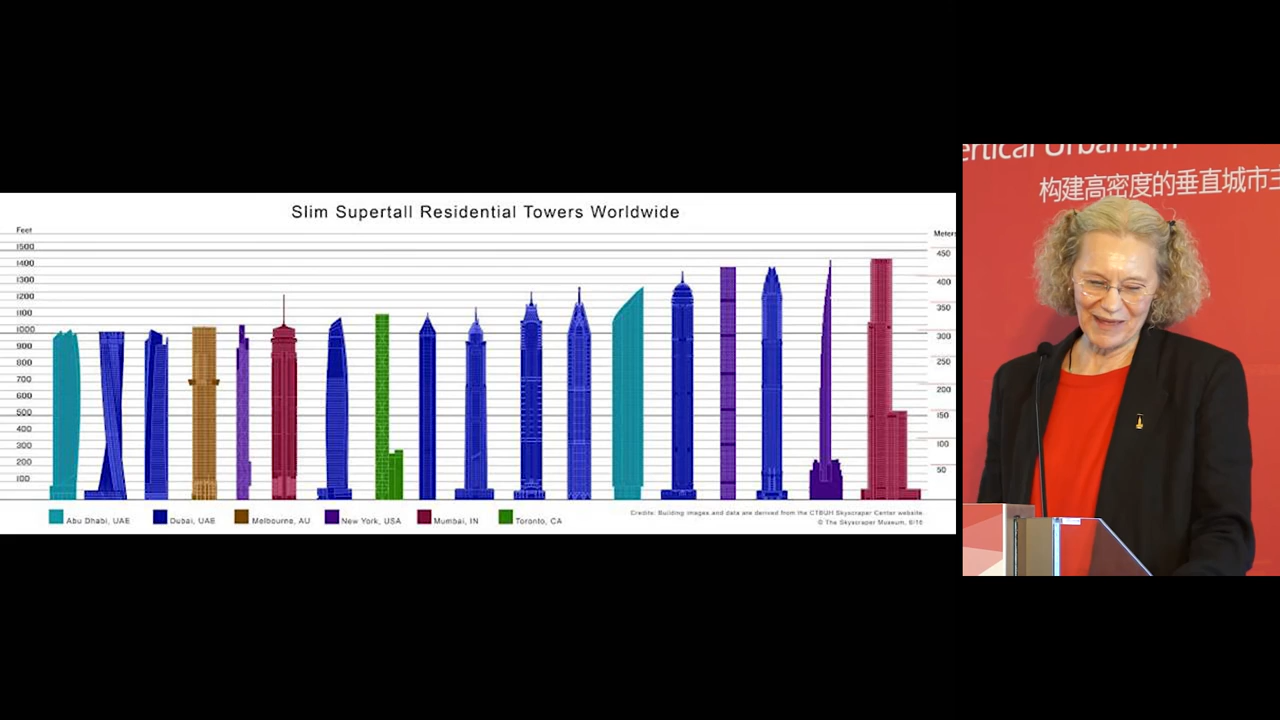 Slim Supertall Residential Towers Worldwide
Feet
1500
1400
1300
1200
1100
1000
900
800
700
600
500
400
300
200
100
Meters
450
400
350
300
250
200
150
100
50
Abu Dhabi, UAE
Dubai, UAE
Melbourne, AU
New York, USA
Mumbai, IN
Toronto, CA
Credits: Building images and data are derived from the CTBUH Skyscraper Center website.
© The Skyscraper Museum, 6/16
ertical Urbanism
构建高密度的垂直城市主